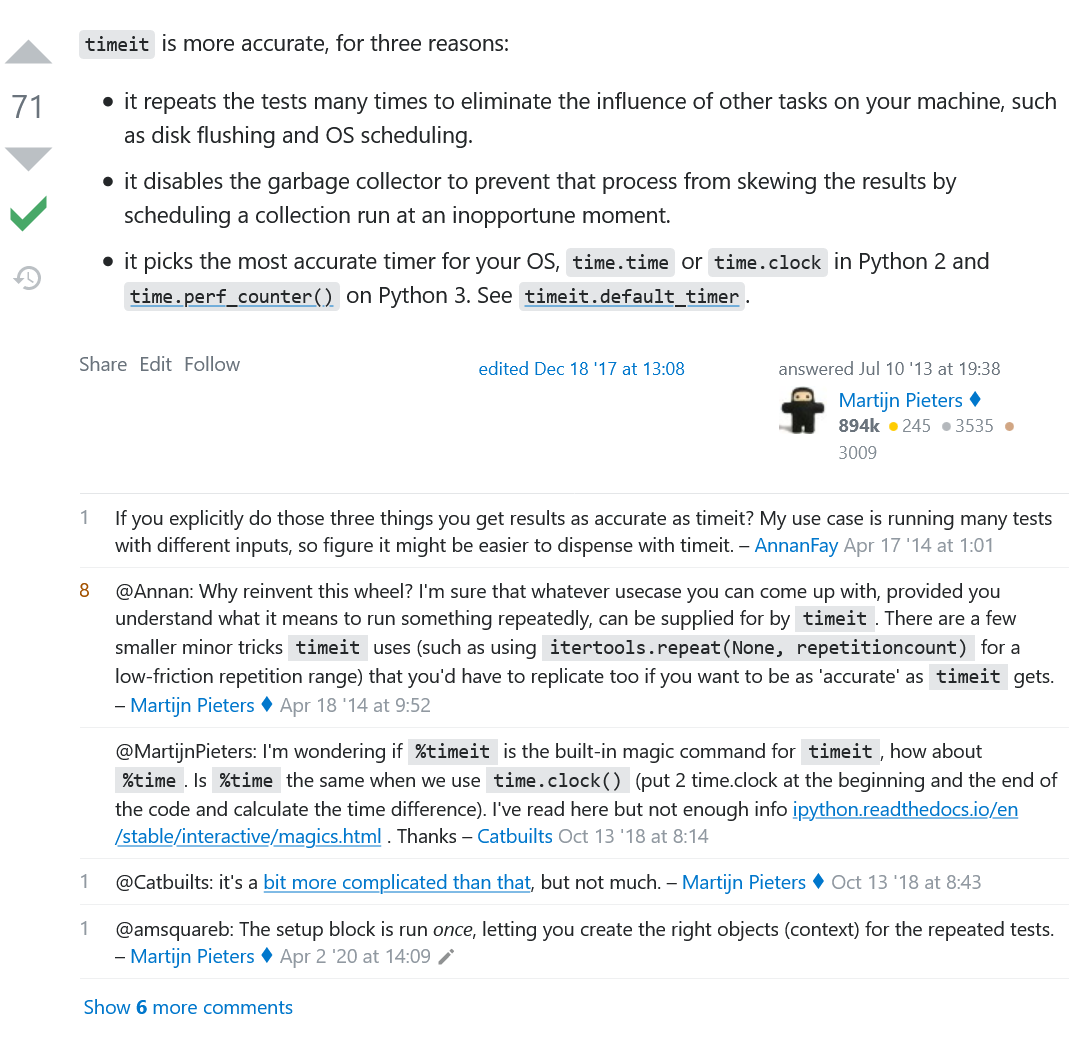 timeit is more accurate, for three reasons:
71
● it repeats the tests many times to eliminate the influence of other tasks on your machine, such
as disk flushing and OS scheduling.
● it disables the garbage collector to prevent that process from skewing the results by
scheduling a collection run at an inopportune moment.
● it picks the most accurate timer for your OS, time.time or time.clock in Python 2 and
time.perf_counter() on Python 3. See timeit.default_timer.
Share Edit Follow
edited Dec 18 '17 at 13:08
answered Jul 10 '13 at 19:38
Martijn Pieters ♦
894k ● 245 ● 3535 ●
3009
1 If you explicitly do those three things you get results as accurate as timeit? My use case is running many tests
with different inputs, so figure it might be easier to dispense with timeit. – AnnanFay Apr 17 '14 at 1:01
8 @Annan: Why reinvent this wheel? I'm sure that whatever usecase you can come up with, provided you
understand what it means to run something repeatedly, can be supplied for by timeit. There are a few
smaller minor tricks timeit uses (such as using itertools.repeat(None, repetitioncount) for a
low-friction repetition range) that you'd have to replicate too if you want to be as 'accurate' as timeit gets.
– Martijn Pieters ♦ Apr 18 '14 at 9:52
@MartijnPieters: I'm wondering if %timeit is the built-in magic command for timeit, how about
%time. Is %time the same when we use time.clock() (put 2 time.clock at the beginning and the end of
the code and calculate the time difference). I've read here but not enough info ipython.readthedocs.io/en
/stable/interactive/magics.html . Thanks – Catbuilts Oct 13 '18 at 8:14
1 @Catbuilts: it's a bit more complicated than that, but not much. – Martijn Pieters ♦ Oct 13 '18 at 8:43
1 @amsquareb: The setup block is run once, letting you create the right objects (context) for the repeated tests.
– Martijn Pieters ♦ Apr 2 '20 at 14:09
Show 6 more comments